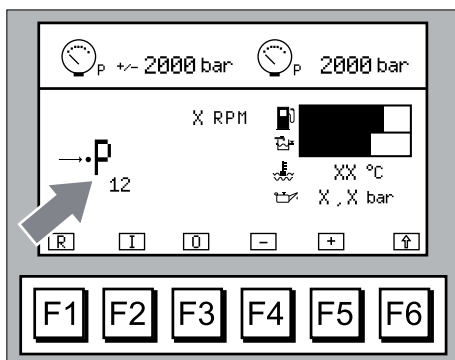 P +/- 2000 bar P 2000 bar
X RPM
P
12
XX °C
X,X bar
R I 0 - +
F1 F2 F3 F4 F5 F6